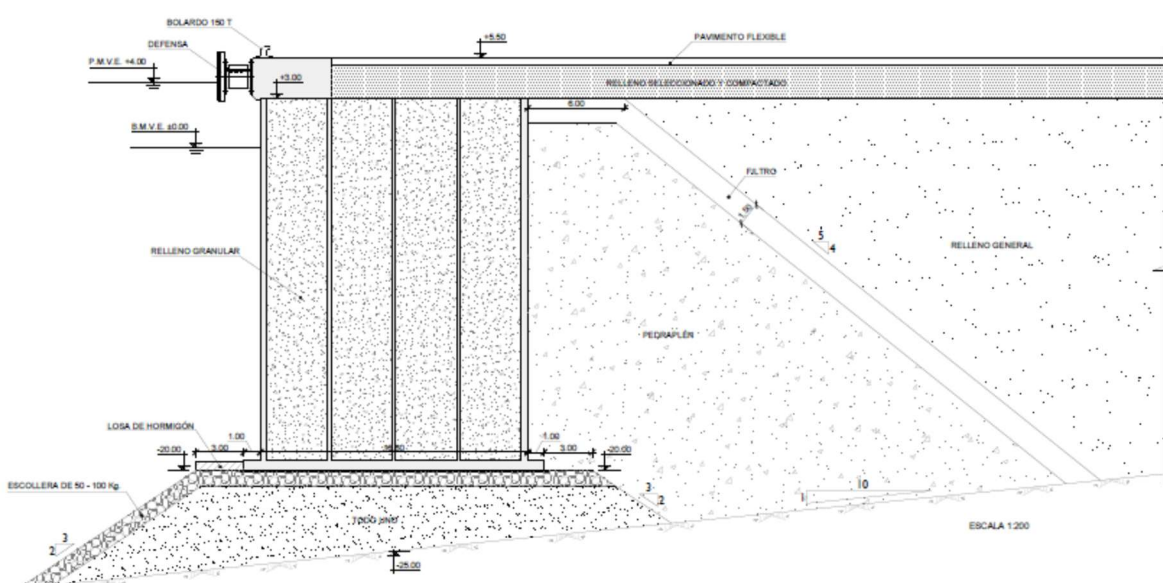 BOLARDO 150 T
DEFENSA
P.M.V.E. +4.00
+5.50
PAVIMENTO FLEXIBLE
+3.00
RELLENO SELECCIONADO Y COMPACTADO
6.00
B.M.V.E. ±0.00
FILTRO
1.50
5
4
RELLENO GRANULAR
RELLENO GENERAL
PEDRAPLÉN
LOSA DE HORMIGÓN
1.00
1.00
-20.00
3.00
3.00
-20.00
ESCOLLERA DE 50 - 100 Kg.
3
2
10
1
TODO UNO
3
2
ESCALA 1:200
-25.00